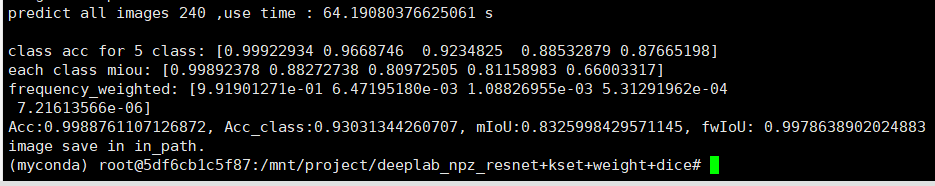 predict all images 240 ,use time : 64.19080376625061 s
class acc for 5 class: [0.99922934 0.9668746  0.9234825  0.88532879 0.87665198]
each class miou: [0.99892378 0.88272738 0.80972505 0.81158983 0.66003317]
frequency_weighted: [9.91901271e-01 6.47195180e-03 1.08826955e-03 5.31291962e-04
 7.21613566e-06]
Acc:0.9988761107126872, Acc_class:0.93031344260707, mIoU:0.8325998429571145, fwIoU: 0.9978638902024883
image save in in_path.
(myconda) root@5df6cb1c5f87:/mnt/project/deeplab_npz_resnet+kset+weight+dice#